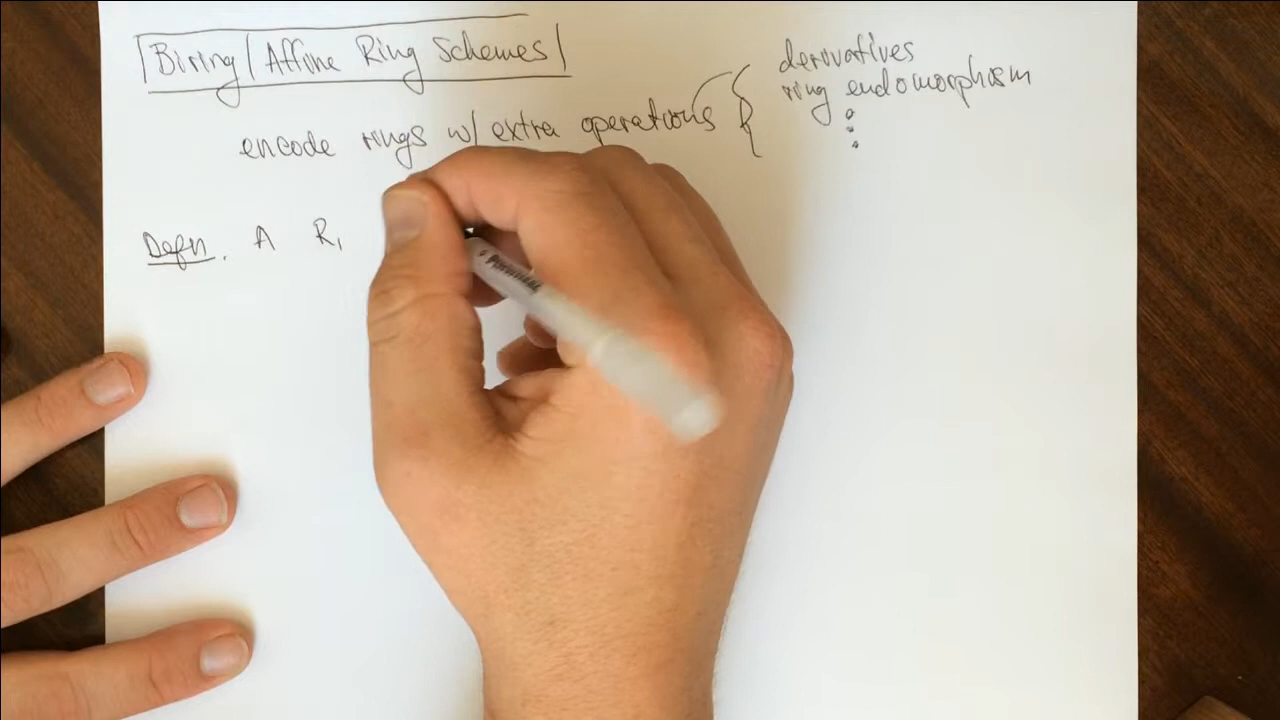 Biring / Affine Ring Schemes
encode rings w/ extra operations
derivatives
ring endomorphism
Defn. A R,